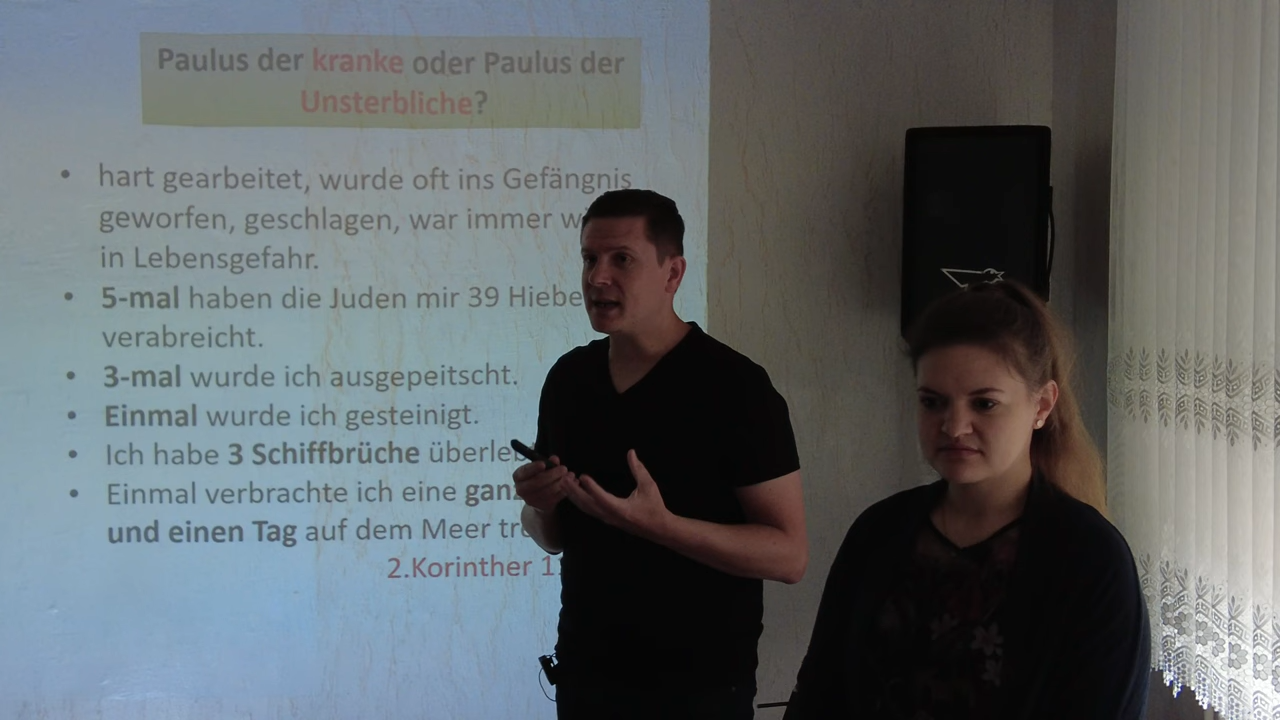 Paulus der kranke oder Paulus der
Unsterbliche?
• hart gearbeitet, wurde oft ins Gefängnis
geworfen, geschlagen, war immer
in Lebensgefahr.
• 5-mal haben die Juden mir 39 Hiebe
verabreicht.
• 3-mal wurde ich ausgepeitscht.
• Einmal wurde ich gesteinigt.
• Ich habe 3 Schiffbrüche
• Einmal verbrachte ich eine
und einen Tag auf dem Meer
2.Korinther